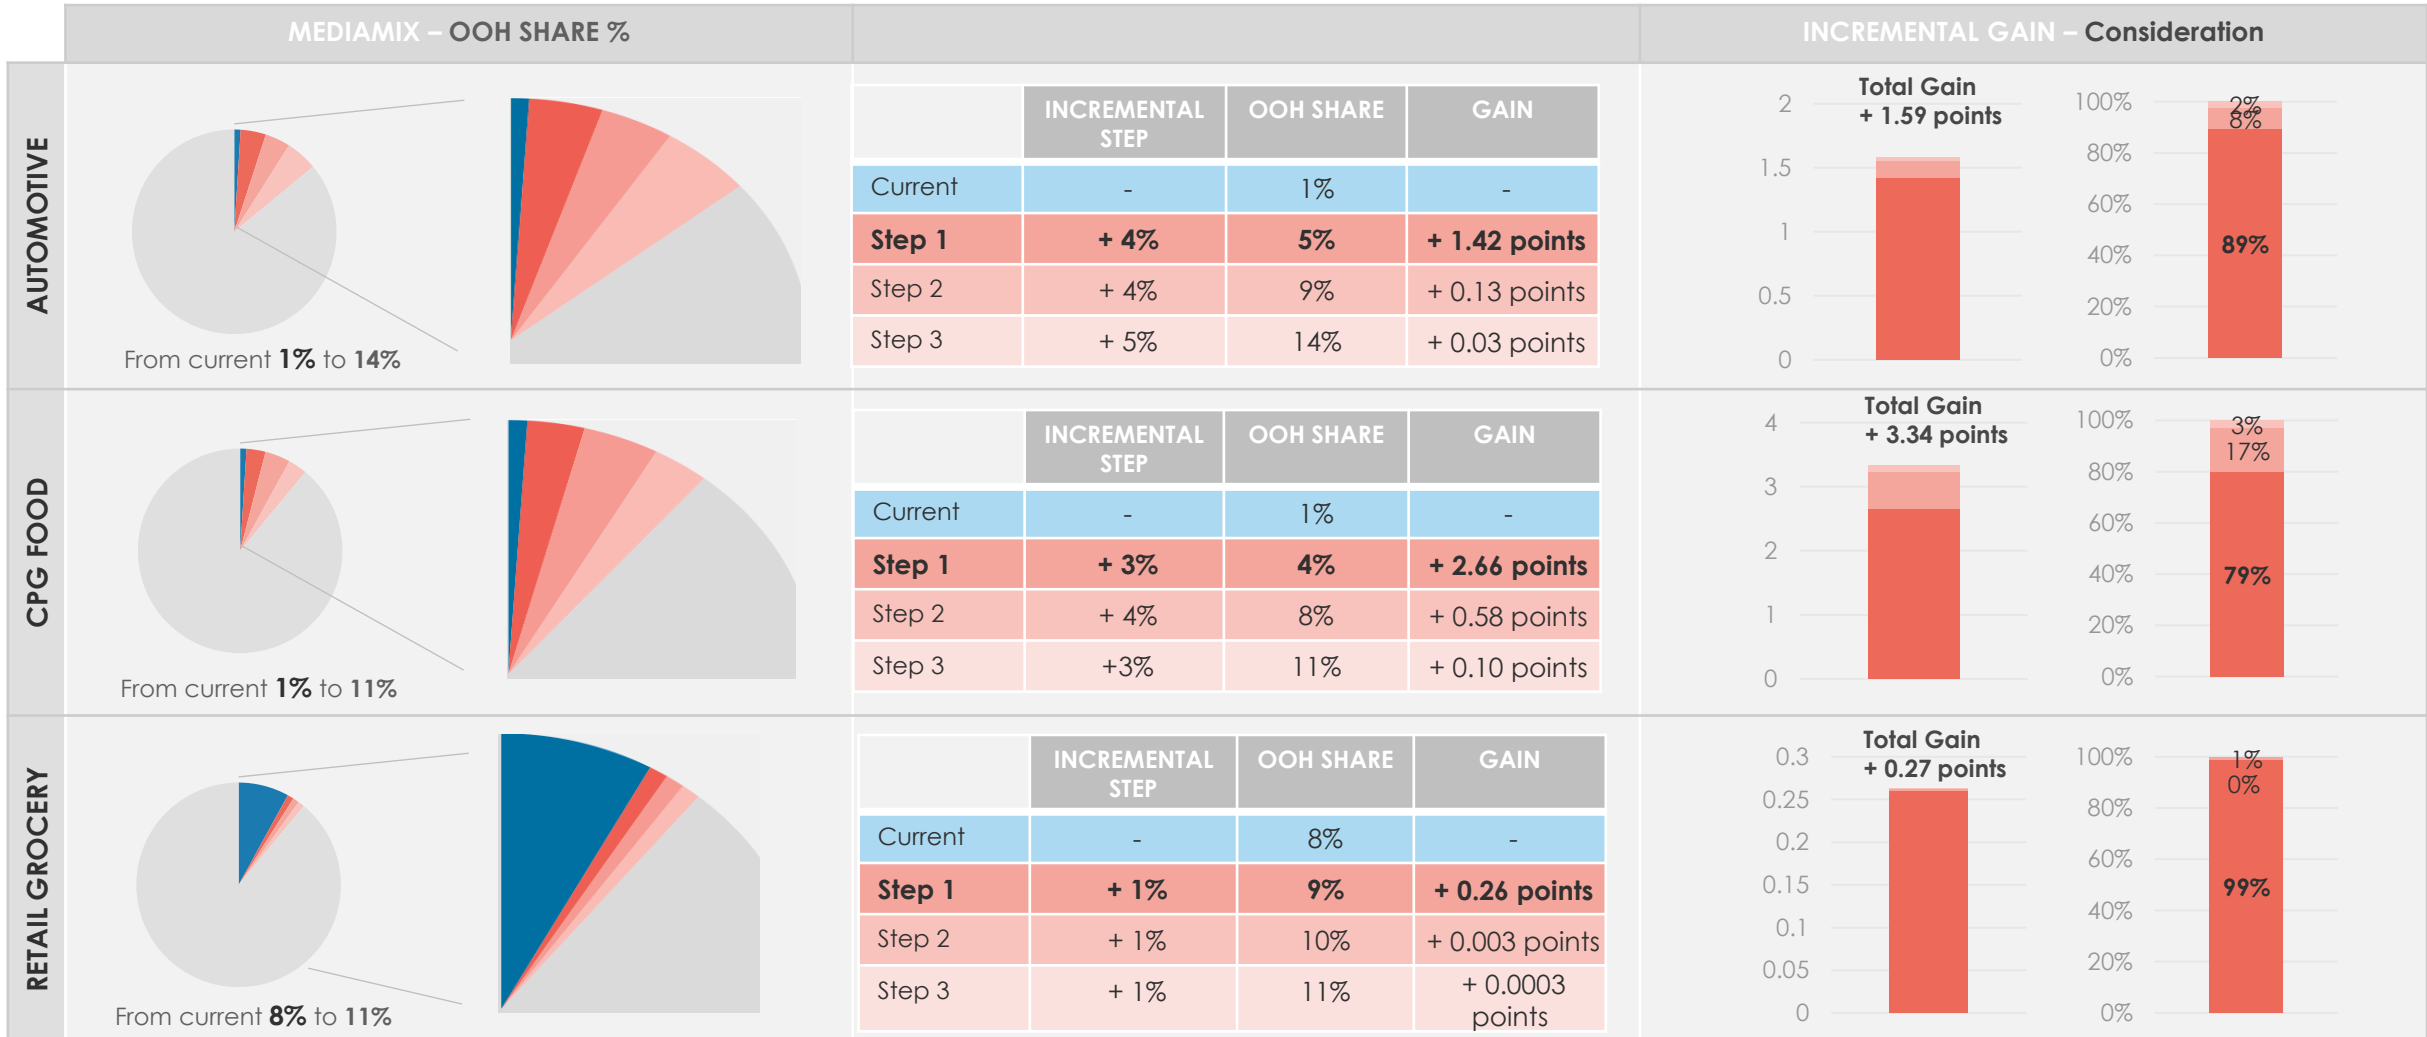 MEDIAMIX – OOH SHARE %
INCREMENTAL GAIN – Consideration
AUTOMOTIVE
From current 1% to 14%
INCREMENTAL STEP OOH SHARE GAIN
Current - 1% -
Step 1 + 4% 5% + 1.42 points
Step 2 + 4% 9% + 0.13 points
Step 3 + 5% 14% + 0.03 points
Total Gain
+ 1.59 points
2
1.5
1
0.5
0
100%
80%
60%
40%
20%
0%
2%
8%
89%
CPG FOOD
From current 1% to 11%
INCREMENTAL STEP OOH SHARE GAIN
Current - 1% -
Step 1 + 3% 4% + 2.66 points
Step 2 + 4% 8% + 0.58 points
Step 3 +3% 11% + 0.10 points
Total Gain
+ 3.34 points
4
3
2
1
0
100%
80%
60%
40%
20%
0%
3%
17%
79%
RETAIL GROCERY
From current 8% to 11%
INCREMENTAL STEP OOH SHARE GAIN
Current - 8% -
Step 1 + 1% 9% + 0.26 points
Step 2 + 1% 10% + 0.003 points
Step 3 + 1% 11% + 0.0003 points
Total Gain
+ 0.27 points
0.3
0.25
0.2
0.15
0.1
0.05
0
100%
80%
60%
40%
20%
0%
1%
0%
99%